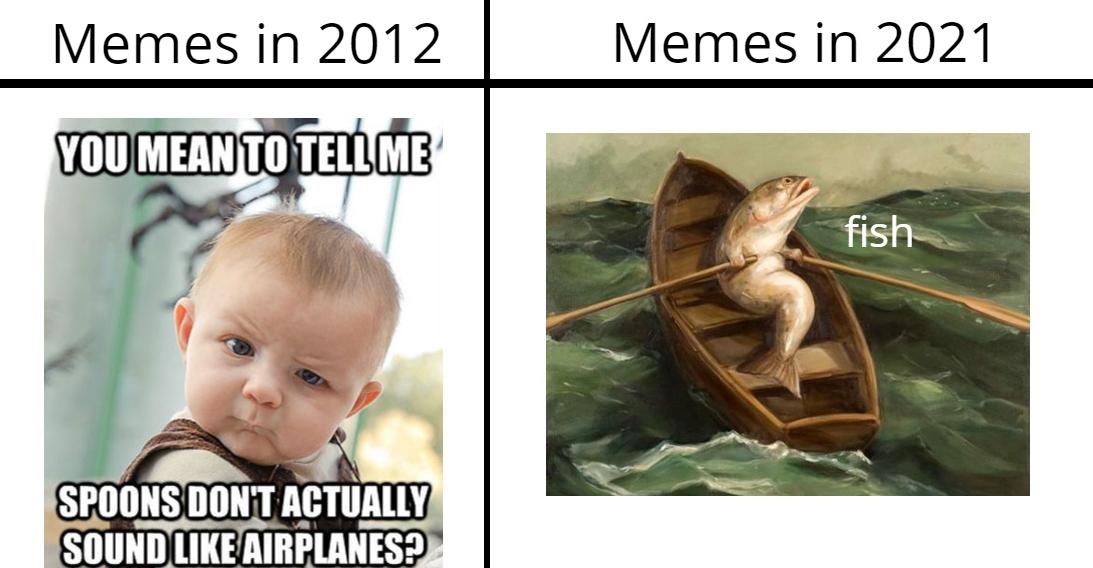 Memes in 2012
Memes in 2021
YOU MEAN TO TELL ME
SPOONS DON'T ACTUALLY
SOUND LIKE AIRPLANES?
fish